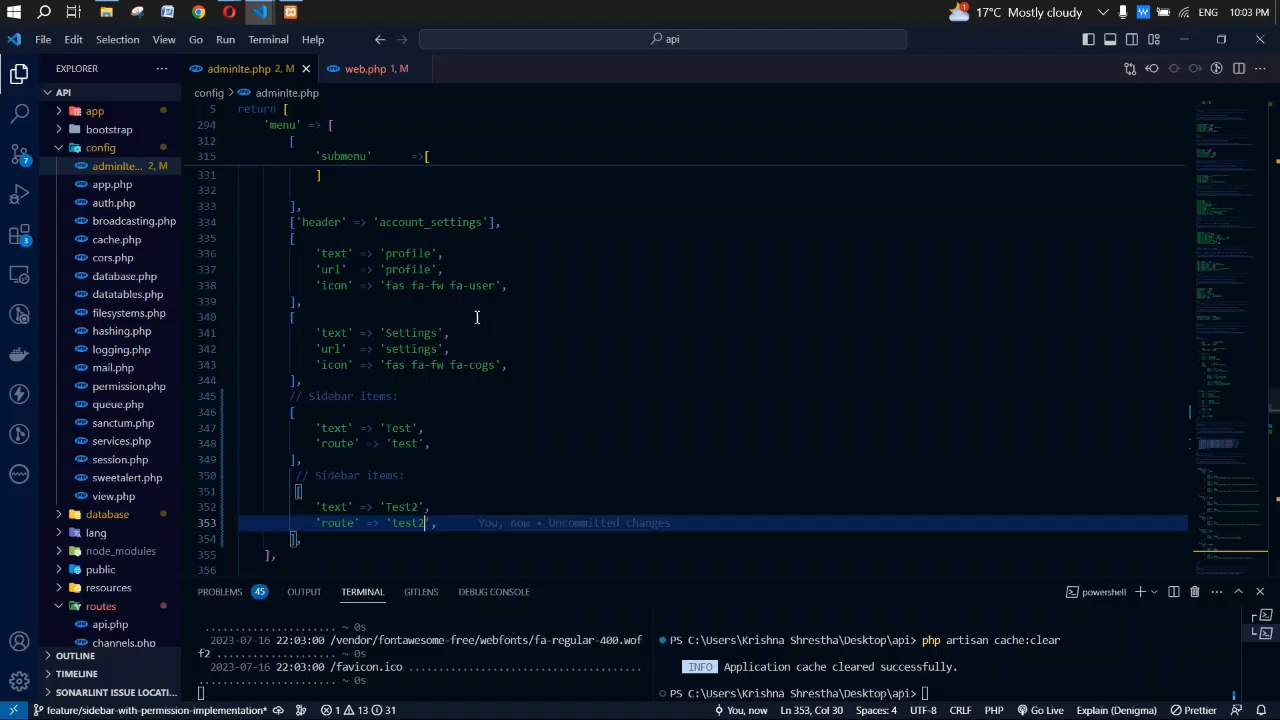 17°C Mostly cloudy
ENG
10:03 PM
File Edit Selection View Go Run Terminal Help
api
EXPLORER
adminlte.php 2, M
web.php 1, M
API
config > adminlte.php
app
bootstrap
config
adminlte... 2, M
app.php
auth.php
broadcasting.php
cache.php
cors.php
database.php
datatables.php
filesystems.php
hashing.php
logging.php
mail.php
permission.php
queue.php
sanctum.php
services.php
session.php
sweetalert.php
view.php
database
lang
node_modules
public
resources
routes
api.php
channels.php
OUTLINE
TIMELINE
SONARLINT ISSUE LOCATI...
7
3
5 return [
294 'menu' => [
312 [
315 'submenu' =>[
331 ]
332
333 ],
334 ['header' => 'account_settings'],
335 [
336 'text' => 'profile',
337 'url' => 'profile',
338 'icon' => 'fas fa-fw fa-user',
339 ],
340 [
341 'text' => 'Settings',
342 'url' => 'settings',
343 'icon' => 'fas fa-fw fa-cogs',
344 ],
345 // Sidebar items:
346 [
347 'text' => 'Test',
348 'route' => 'test',
349 ],
350 // Sidebar items:
351 [
352 'text' => 'Test2',
353 'route' => 'test2', You, now • Uncommitted changes
354 ],
355 ],
356
PROBLEMS 45 OUTPUT TERMINAL GITLENS DEBUG CONSOLE
powershell
..................... ~ 0s
2023-07-16 22:03:00 /vendor/fontawesome-free/webfonts/fa-regular-400.wof
f2 ..................... ~ 0s
2023-07-16 22:03:00 /favicon.ico .....................................
..................... ~ 0s
PS C:\Users\Krishna Shrestha\Desktop\api> php artisan cache:clear
INFO Application cache cleared successfully.
PS C:\Users\Krishna Shrestha\Desktop\api>
feature/sidebar-with-permission-implementation* 1 13 31
You, now Ln 353, Col 30 Spaces: 4 UTF-8 CRLF PHP Go Live Explain (Denigma) Prettier